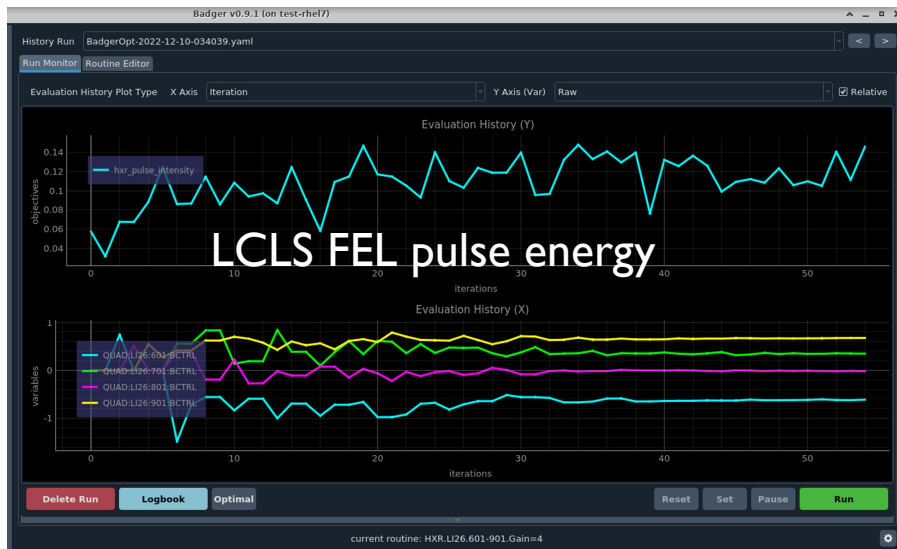 Badger v0.9.1 (on test-rhel7)
History Run BadgerOpt-2022-12-10-034039.yaml < >
Run Monitor Routine Editor
Evaluation History Plot Type X Axis Iteration Y Axis (Var) Raw Relative
Evaluation History (Y)
0.14
0.12
0.1
0.08
0.06
0.04
objectives
hxr_pulse_intensity
LCLS FEL pulse energy
0 10 20 30 40 50
iterations
Evaluation History (X)
1
0
-1
variables
QUAD:LI26:601:BCTRL
QUAD:LI26:701:BCTRL
QUAD:LI26:801:BCTRL
QUAD:LI26:901:BCTRL
0 10 20 30 40 50
iterations
Delete Run Logbook Optimal Reset Set Pause Run
current routine: HXR.LI26.601-901.Gain=4